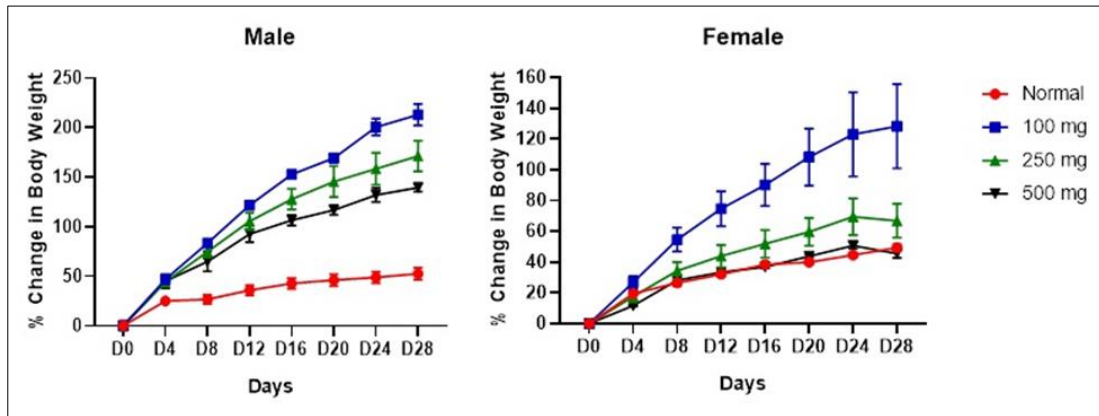 Male
% Change in Body Weight
250
200
150
100
50
0
D0 D4 D8 D12 D16 D20 D24 D28
Days
Female
% Change in Body Weight
160
140
120
100
80
60
40
20
0
D0 D4 D8 D12 D16 D20 D24 D28
Days
Normal
100 mg
250 mg
500 mg